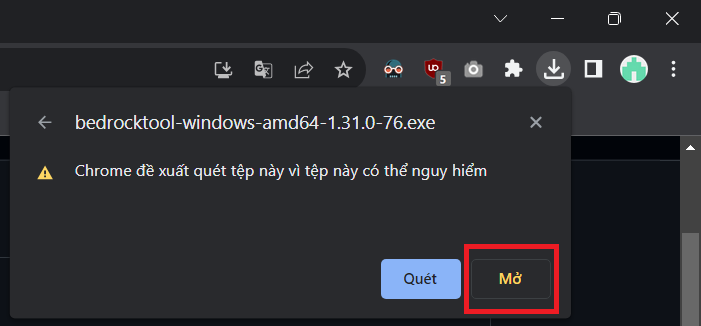 5
bedrocktool-windows-amd64-1.31.0-76.exe
Chrome đề xuất quét tệp này vì tệp này có thể nguy hiểm
Quét
Mở